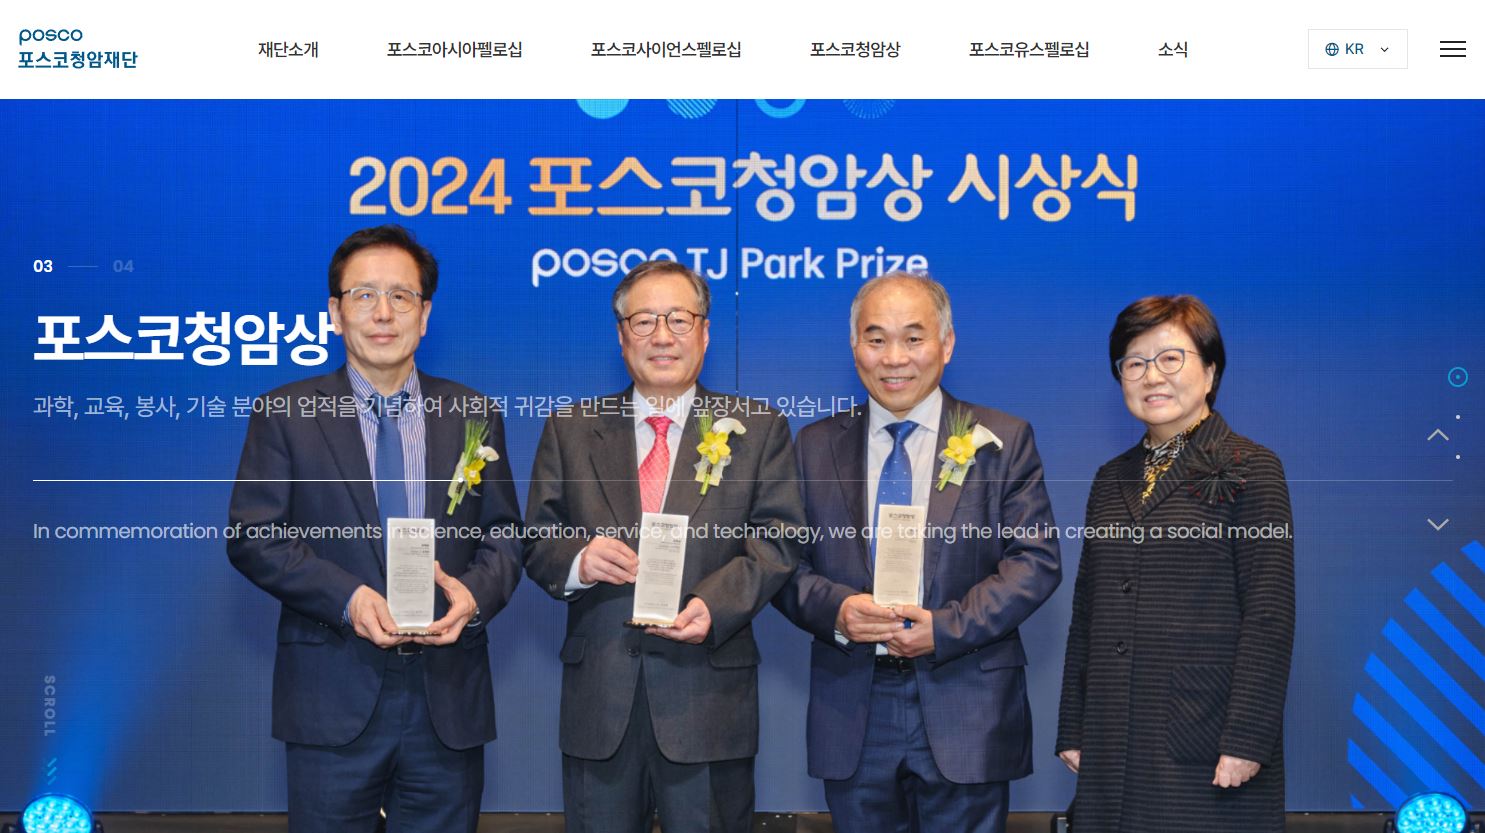 posco
포스코청암재단
재단소개
포스코아시아펠로십
포스코사이언스펠로십
포스코청암상
포스코유스펠로십
소식
KR
2024 포스코청암상 시상식
posco TJ Park Prize
03
04
포스코청암상
과학, 교육, 봉사, 기술 분야의 업적을 기념하여 사회적 귀감을 만드는 일에 앞장서고 있습니다.
In commemoration of achievements in science, education, service, and technology, we are taking the lead in creating a social model.
SCROLL